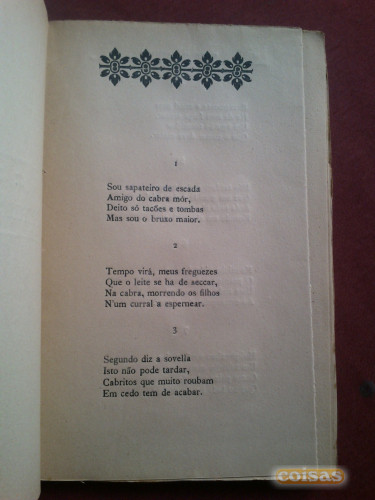 1
Sou sapateiro de escada
Amigo do cabra mór,
Deito só tacões e tombas
Mas sou o bruxo maior.
2
Tempo virá, meus freguezes
Que o leite se ha de seccar,
Na cabra, morrendo os filhos
N'um curral a espernear.
3
Segundo diz a sovella
Isto não pode tardar,
Cabritos que muito roubam
Em cedo tem de acabar.
coisas